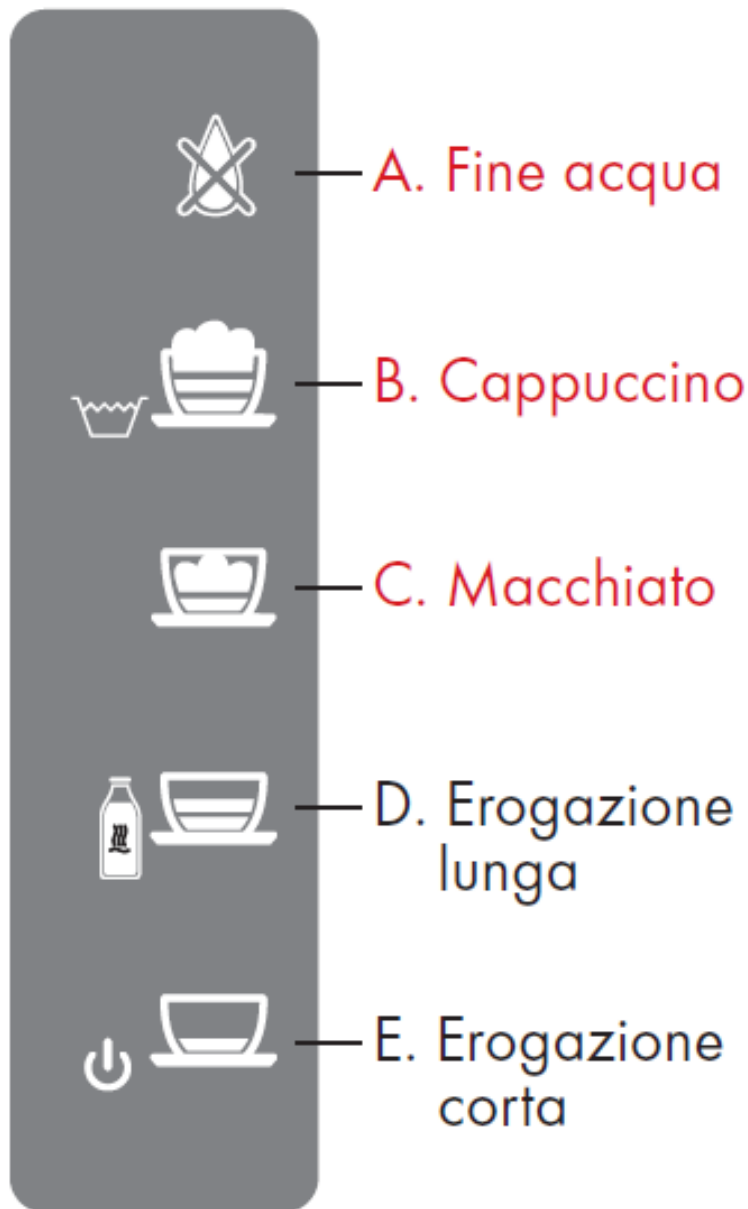 A. Fine acqua
B. Cappuccino
C. Macchiato
D. Erogazione
lunga
E. Erogazione
corta